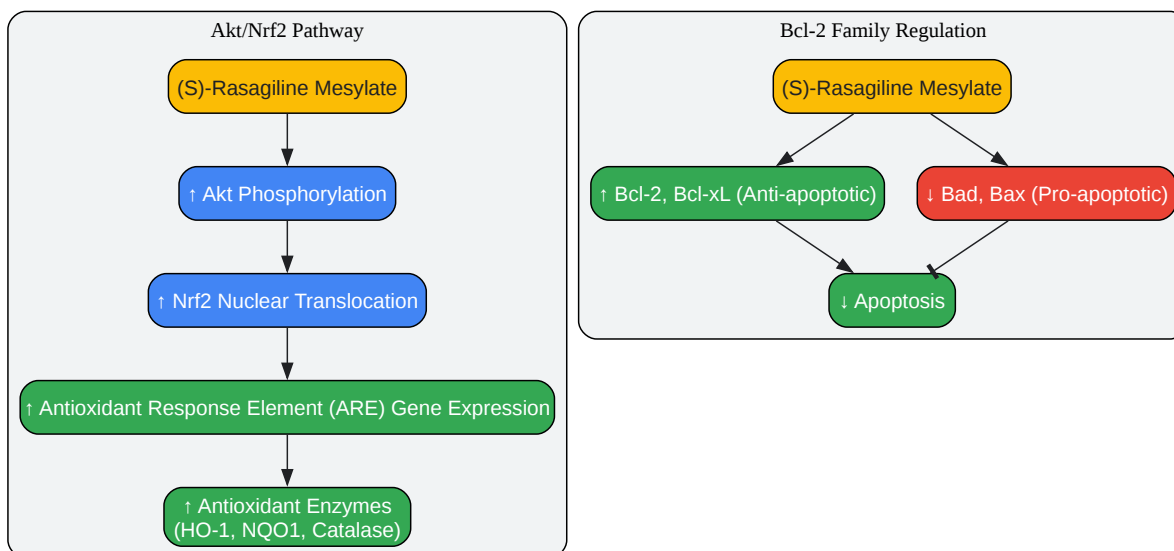 Akt/Nrf2 Pathway
(S)-Rasagiline Mesylate
↑ Akt Phosphorylation
↑ Nrf2 Nuclear Translocation
↑ Antioxidant Response Element (ARE) Gene Expression
↑ Antioxidant Enzymes
(HO-1, NQO1, Catalase)
Bcl-2 Family Regulation
(S)-Rasagiline Mesylate
↑ Bcl-2, Bcl-xL (Anti-apoptotic)
↓ Bad, Bax (Pro-apoptotic)
↓ Apoptosis